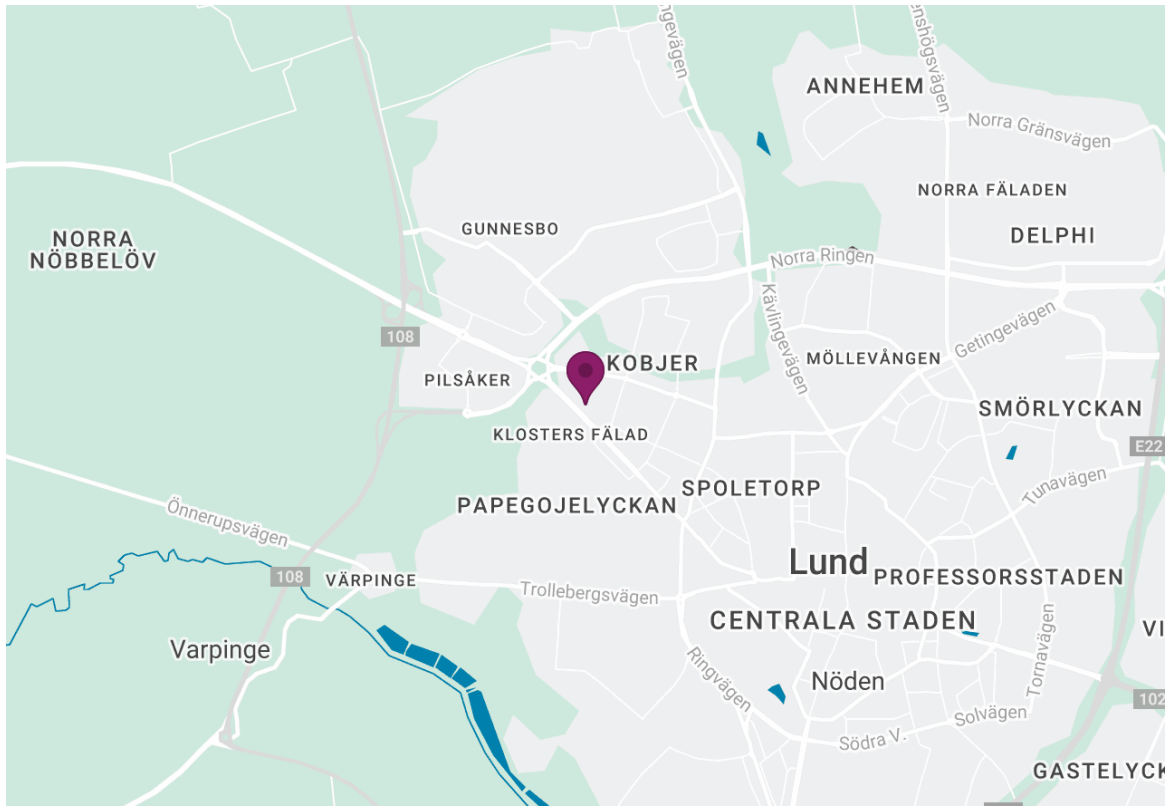 ANNEHEM
Norra Gränsvägen
NORRA FÄLADEN
GUNNESBO
DELPHI
NORRA
NÖBBELÖV
Norra Ringen
Kävlingevägen
108
Getingevägen
MÖLLEVÅNGEN
KOBJER
PILSÅKER
SMÖRLYCKAN
KLOSTERS FÄLAD
E22
SPOLETORP
Tunavägen
PAPEGOJELYCKAN
Önnerupsvägen
Lund
108
VÄRPINGE
PROFESSORSSTADEN
Trollebergsvägen
CENTRALA STADEN
VI
Varpinge
Tornavägen
Ringvägen
Nöden
102
Solvägen
Södra V.
GASTELYCK